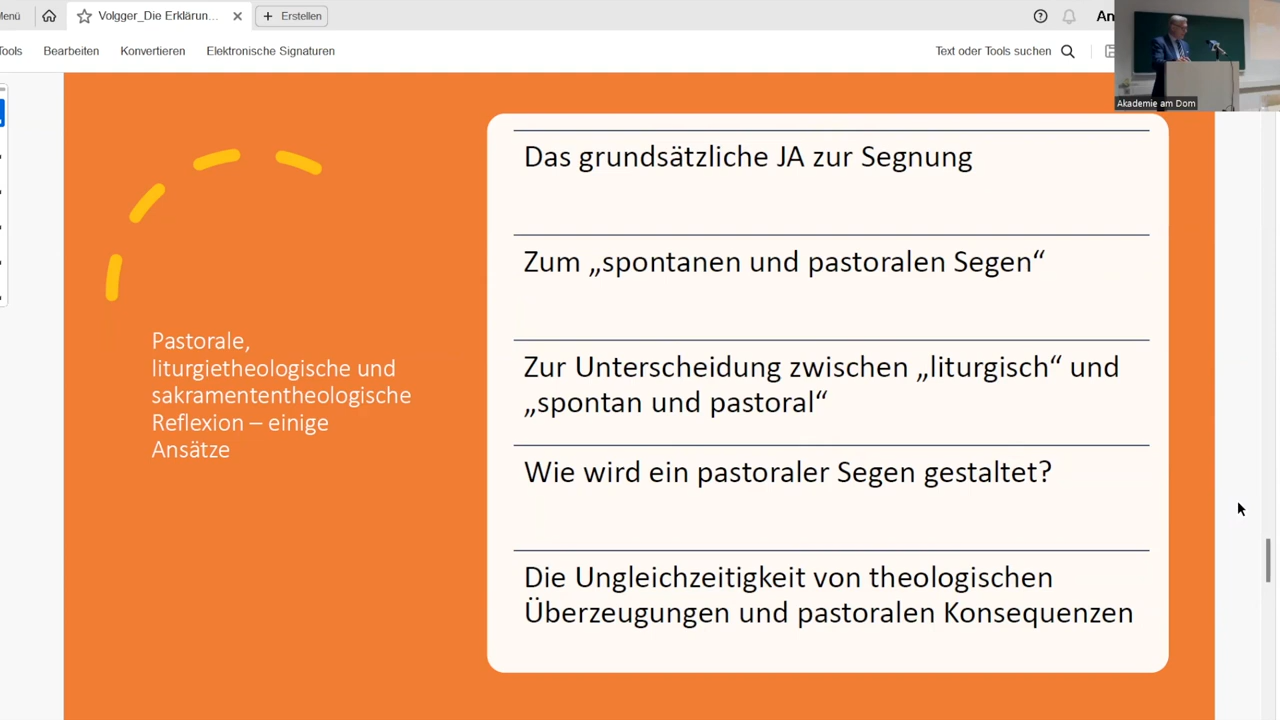 Menü
Volgger_Die Erklärun...
Erstellen
Tools
Bearbeiten
Konvertieren
Elektronische Signaturen
Text oder Tools suchen
Akademie am Dom
Pastorale,
liturgietheologische und
sakramententheologische
Reflexion – einige
Ansätze
Das grundsätzliche JA zur Segnung
Zum „spontanen und pastoralen Segen“
Zur Unterscheidung zwischen „liturgisch“ und
„spontan und pastoral“
Wie wird ein pastoraler Segen gestaltet?
Die Ungleichzeitigkeit von theologischen
Überzeugungen und pastoralen Konsequenzen